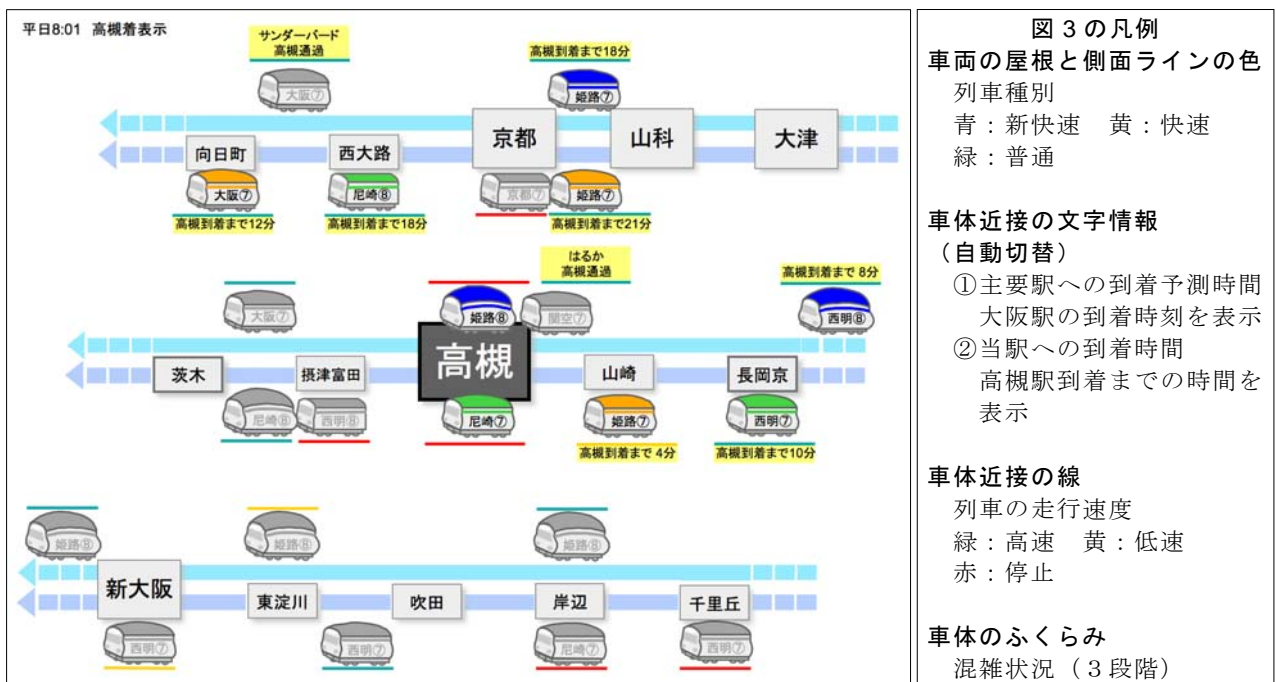 平日8:01 高槻着表示
サンダーバード
高槻通過
高槻到着まで18分
大阪⑦
姫路⑦
京都
山科
大津
向日町
西大路
大阪⑦
尼崎⑧
京都⑦
姫路⑦
高槻到着まで12分
高槻到着まで18分
高槻到着まで21分
はるか
高槻通過
高槻到着まで 8分
大阪⑦
姫路⑧
関空⑦
西明⑧
高槻
茨木
摂津富田
山崎
長岡京
尼崎⑧
西明⑧
尼崎⑦
姫路⑦
西明⑦
高槻到着まで 4分
高槻到着まで10分
姫路⑧
姫路⑧
姫路⑧
新大阪
東淀川
吹田
岸辺
千里丘
西明⑦
西明⑦
尼崎⑦
西明⑦
図3の凡例
車両の屋根と側面ラインの色
列車種別
青:新快速 黄:快速
緑:普通
車体近接の文字情報
(自動切替)
①主要駅への到着予測時間
大阪駅の到着時刻を表示
②当駅への到着時間
高槻駅到着までの時間を
表示
車体近接の線
列車の走行速度
緑:高速 黄:低速
赤:停止
車体のふくらみ
混雑状況(3段階)